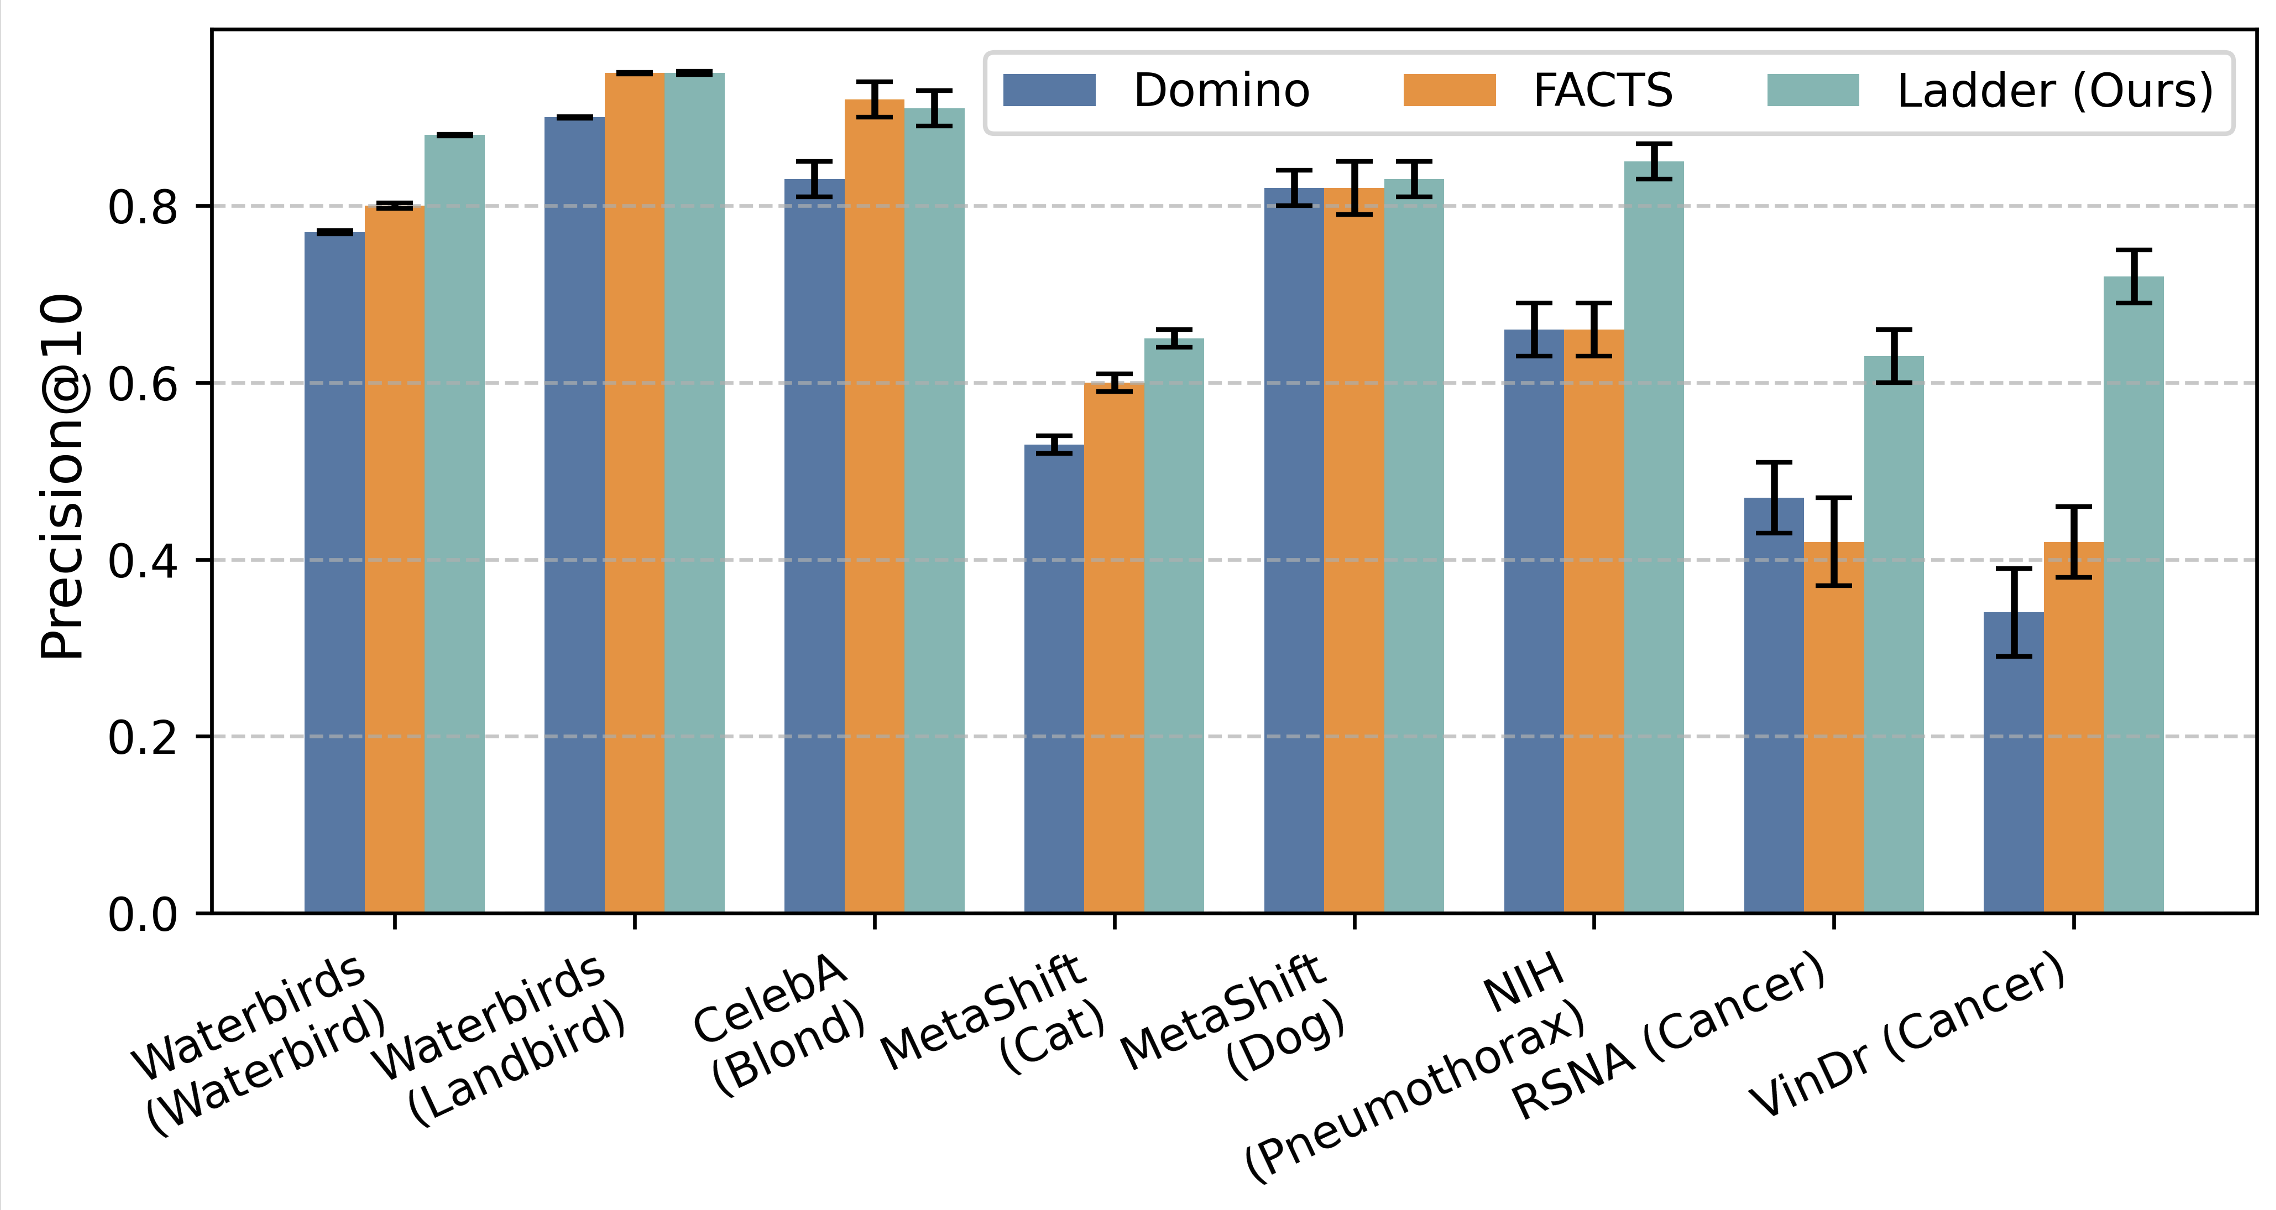 Domino FACTS Ladder (Ours)
Precision@10
0.8
0.6
0.4
0.2
0.0
Waterbirds
(Waterbird)
Waterbirds
(Landbird)
CelebA
(Blond)
MetaShift
(Cat)
MetaShift
(Dog)
NIH
(Pneumothorax)
RSNA (Cancer)
VinDr (Cancer)